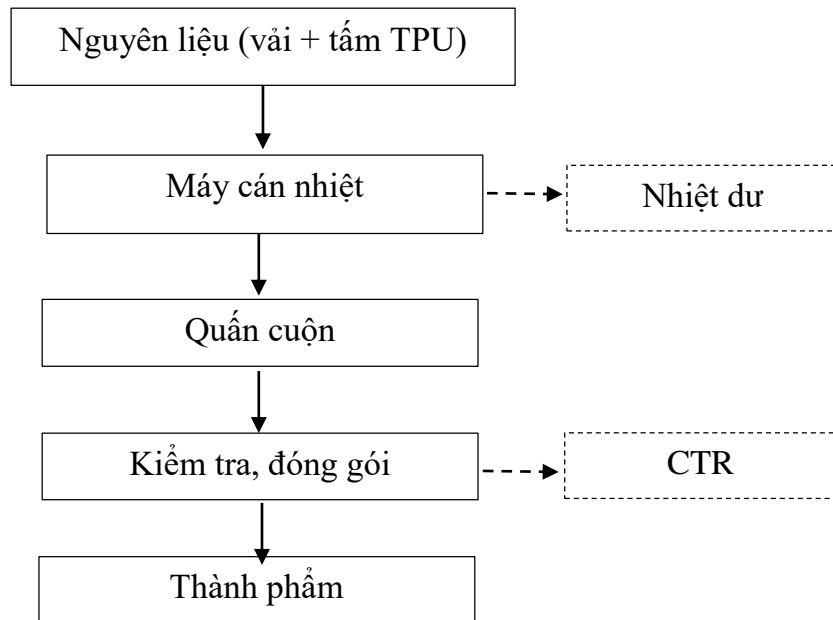 Nguyên liệu (vải + tấm TPU)
Máy cán nhiệt
Nhiệt dư
Quấn cuộn
Kiểm tra, đóng gói
CTR
Thành phẩm